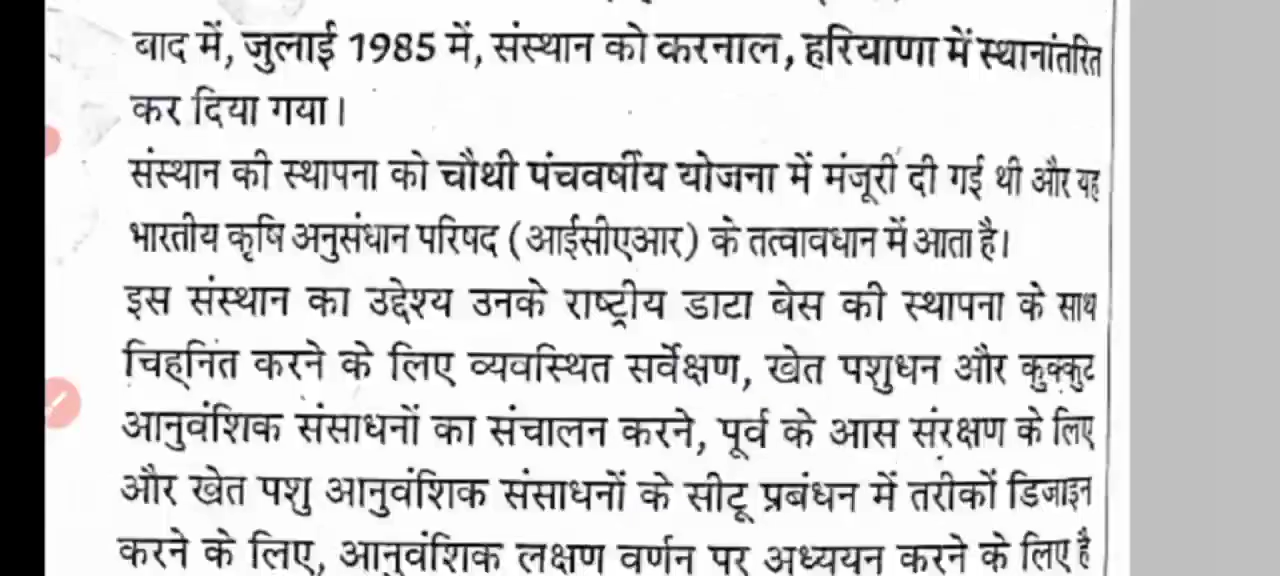 बाद में, जुलाई 1985 में, संस्थान को करनाल, हरियाणा में स्थानांतरित
कर दिया गया।
संस्थान की स्थापना को चौथी पंचवर्षीय योजना में मंजूरी दी गई थी और यह
भारतीय कृषि अनुसंधान परिषद (आईसीएआर) के तत्वावधान में आता है।
इस संस्थान का उद्देश्य उनके राष्ट्रीय डाटा बेस की स्थापना के साथ
चिह्नित करने के लिए व्यवस्थित सर्वेक्षण, खेत पशुधन और कुक्कुट
आनुवंशिक संसाधनों का संचालन करने, पूर्व के आस संरक्षण के लिए
और खेत पशु आनुवंशिक संसाधनों के सीटू प्रबंधन में तरीकों डिजाइन
करने के लिए, आनुवंशिक लक्षण वर्णन पर अध्ययन करने के लिए है